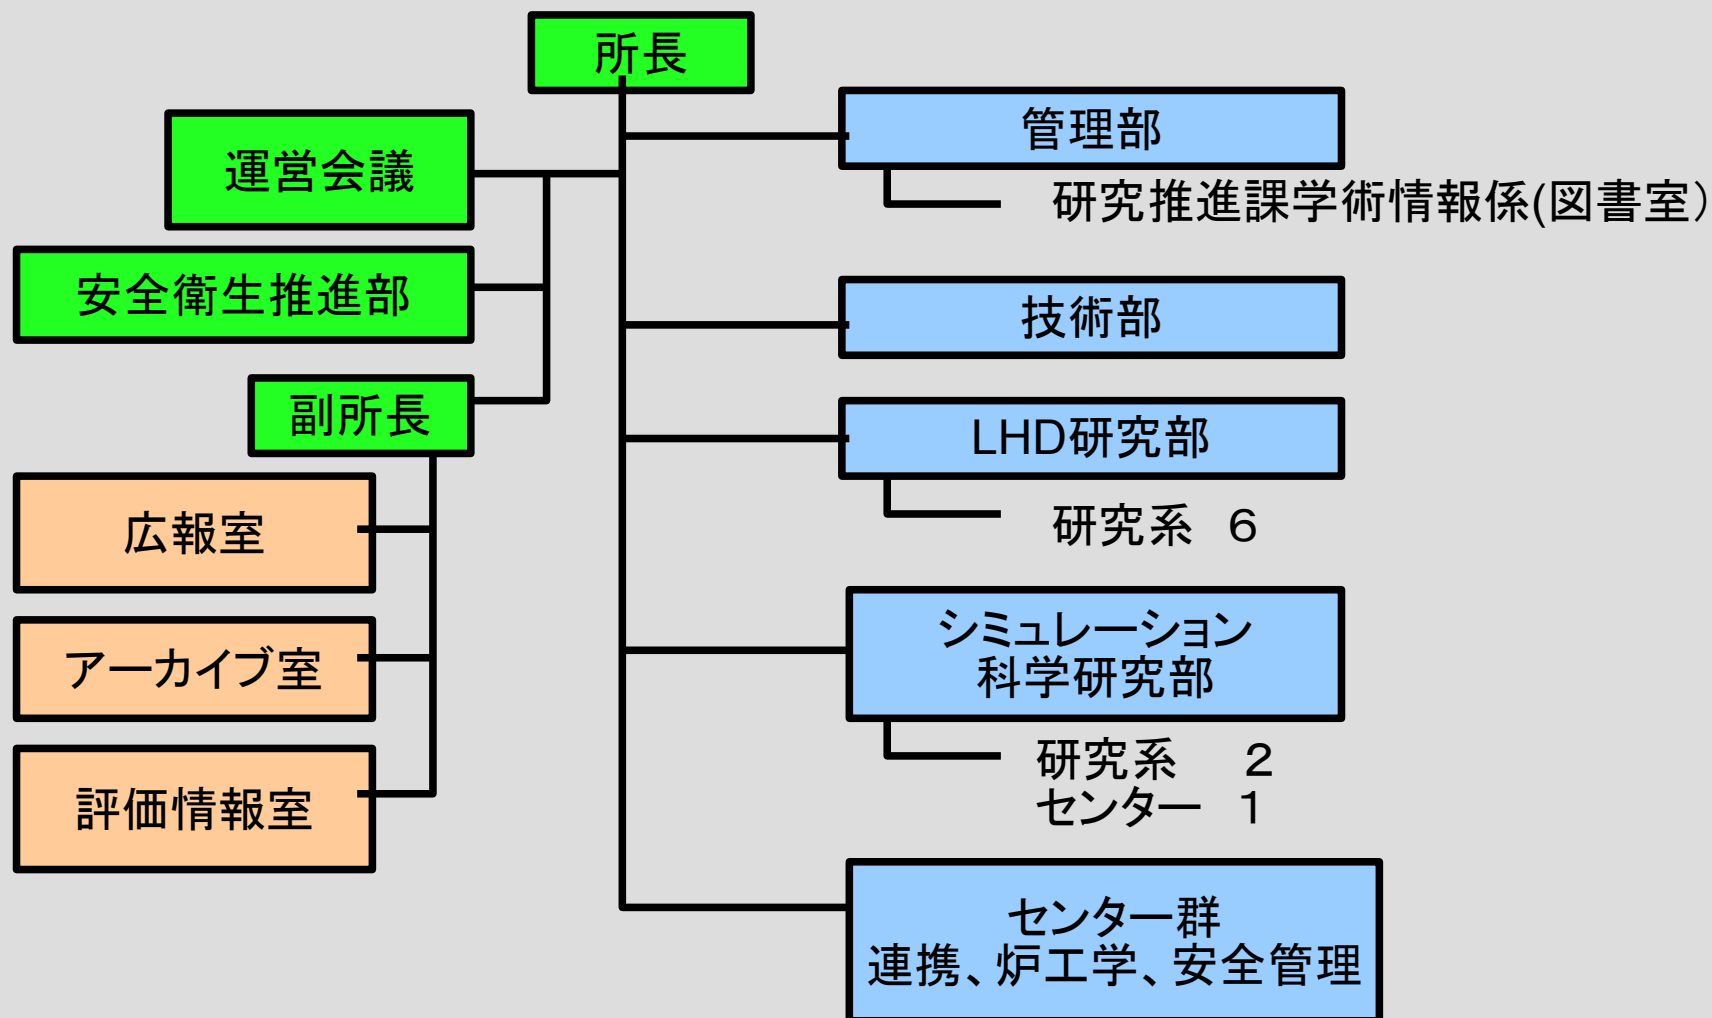 所長
運営会議
安全衛生推進部
副所長
広報室
アーカイブ室
評価情報室
管理部
研究推進課学術情報係(図書室）
技術部
LHD研究部
研究系　６
シミュレーション
科学研究部
研究系　２
センター　１
センター群
連携、炉工学、安全管理